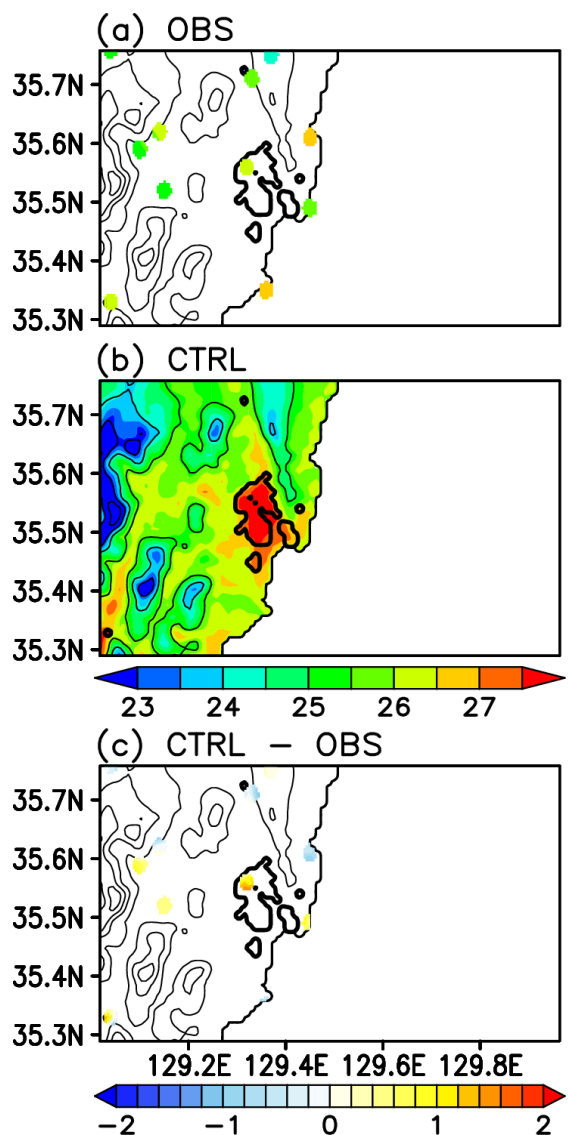 (a) OBS
35.7N
35.6N
35.5N
35.4N
35.3N
(b) CTRL
35.7N
35.6N
35.5N
35.4N
35.3N
23 24 25 26 27
(c) CTRL − OBS
35.7N
35.6N
35.5N
35.4N
35.3N
129.2E 129.4E 129.6E 129.8E
−2 −1 0 1 2